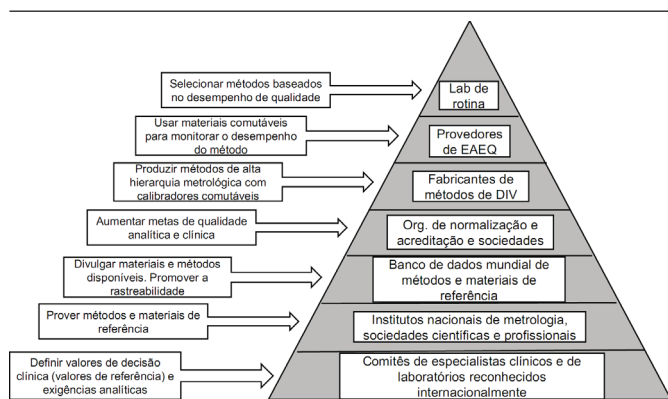 Selecionar métodos baseados
no desempenho de qualidade
Lab de
rotina
Usar materiais comutáveis
para monitorar o desempenho
do método
Provedores
de EAEQ
Produzir métodos de alta
hierarquia metrológica com
calibradores comutáveis
Fabricantes de
métodos de DIV
Aumentar metas de qualidade
analítica e clínica
Org. de normalização e
acreditação e sociedades
Divulgar materiais e métodos
disponíveis. Promover a
rastreabilidade
Banco de dados mundial de
métodos e materiais de
referência
Prover métodos e materiais de
referência
Institutos nacionais de metrologia,
sociedades científicas e profissionais
Definir valores de decisão
clínica (valores de referência) e
exigências analíticas
Comitês de especialistas clínicos e de
laboratórios reconhecidos
internacionalmente